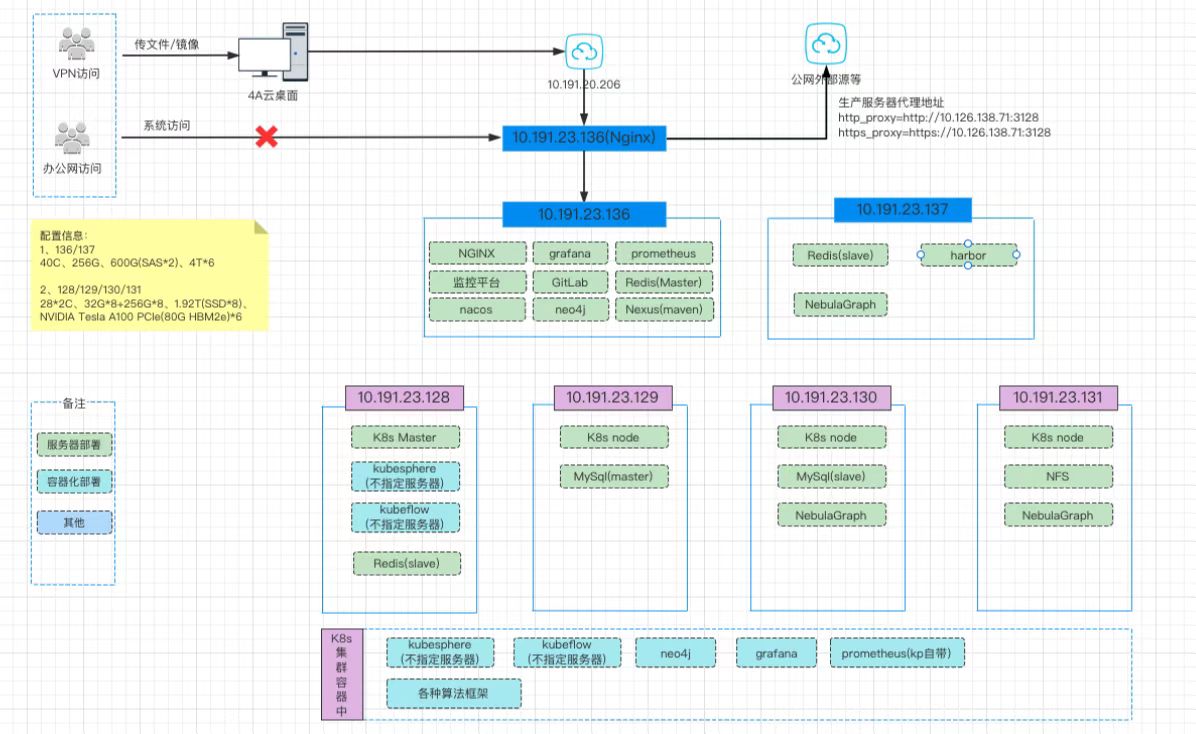 VPN访问
办公网访问
传文件/镜像
4A云桌面
系统访问
10.191.20.206
10.191.23.136(Nginx)
公网外部源等
生产服务器代理地址
http_proxy=http://10.126.138.71:3128
https_proxy=https://10.126.138.71:3128
配置信息：
1、136/137
40C、256G、600G(SAS*2)、4T*6
2、128/129/130/131
28*2C、32G*8+256G*8、1.92T(SSD*8)、
NVIDIA Tesla A100 PCIe(80G HBM2e)*6
10.191.23.136
NGINX
grafana
prometheus
监控平台
GitLab
Redis(Master)
nacos
neo4j
Nexus(maven)
10.191.23.137
Redis(slave)
harbor
NebulaGraph
备注
服务器部署
容器化部署
其他
10.191.23.128
K8s Master
kubesphere
(不指定服务器)
kubeflow
(不指定服务器)
Redis(slave)
10.191.23.129
K8s node
MySql(master)
10.191.23.130
K8s node
MySql(slave)
NebulaGraph
10.191.23.131
K8s node
NFS
NebulaGraph
K8s
集
群
容
器
中
kubesphere
(不指定服务器)
kubeflow
(不指定服务器)
neo4j
grafana
prometheus(kp自带)
各种算法框架